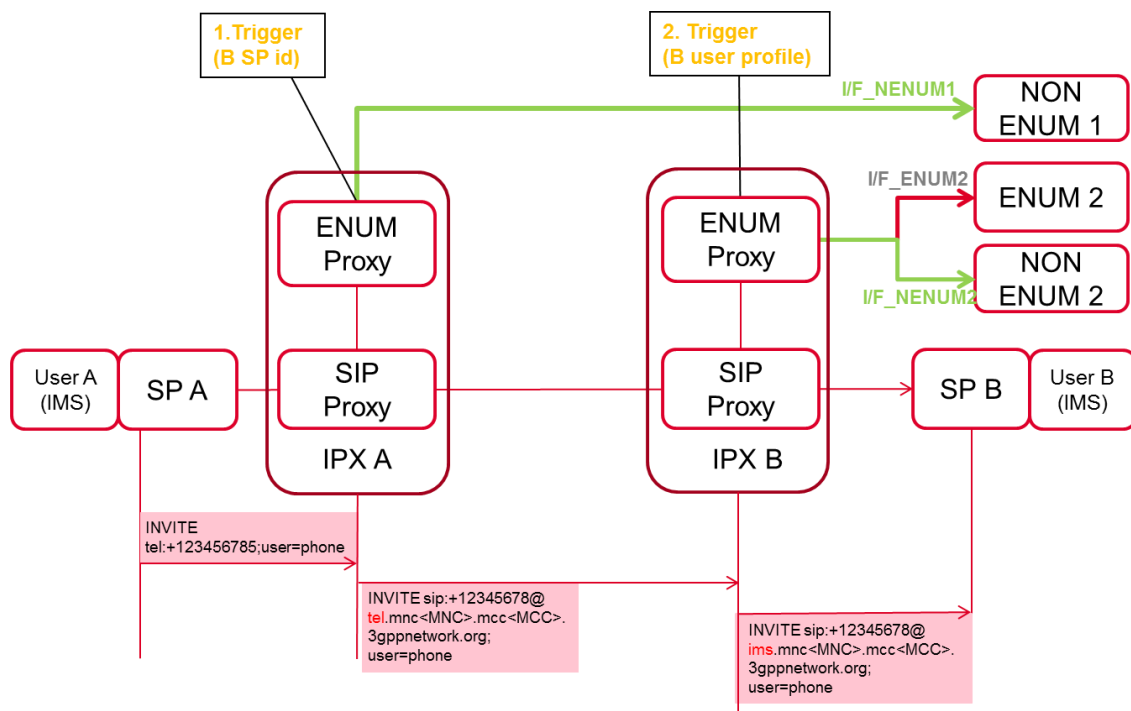 1.Trigger
(B SP id)
2. Trigger
(B user profile)
I/F_NENUM1
NON
ENUM 1
I/F_ENUM2
ENUM 2
ENUM
Proxy
ENUM
Proxy
NON
ENUM 2
I/F_NENUM2
User A
(IMS)
SP A
SIP
Proxy
SIP
Proxy
SP B
User B
(IMS)
IPX A
IPX B
INVITE
tel:+123456785;user=phone
INVITE sip:+12345678@
tel.mnc<MNC>.mcc<MCC>.
3gppnetwork.org;
user=phone
INVITE sip:+12345678@
ims.mnc<MNC>.mcc<MCC>.
3gppnetwork.org;
user=phone